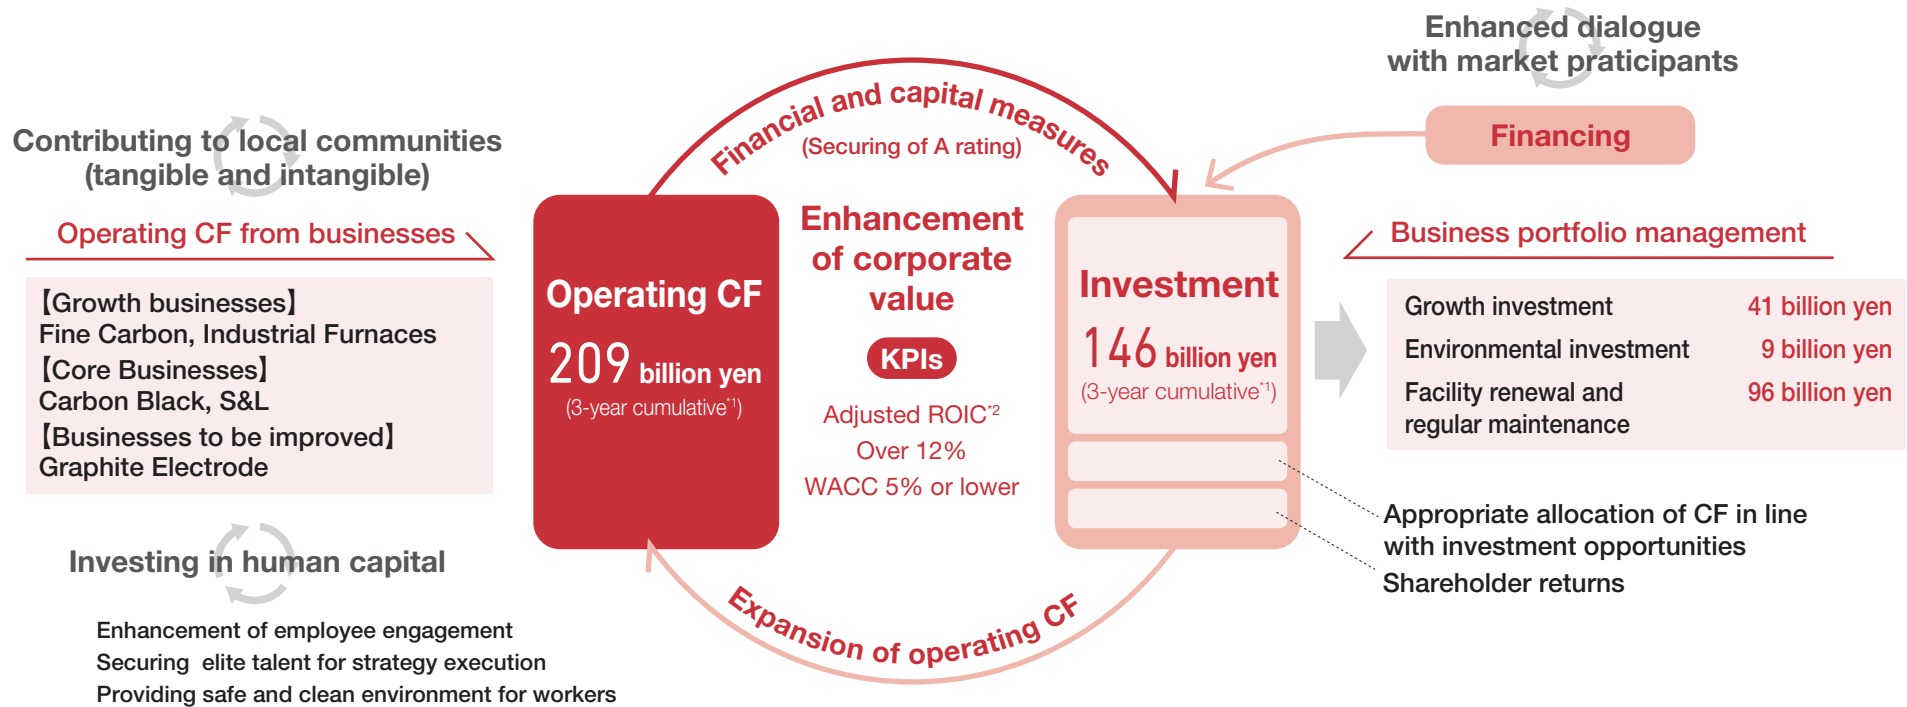 Contributing to local communities
(tangible and intangible)
Operating CF from businesses
【Growth businesses】
Fine Carbon, Industrial Furnaces
【Core Businesses】
Carbon Black, S&L
【Businesses to be improved】
Graphite Electrode
Investing in human capital
Enhancement of employee engagement
Securing elite talent for strategy execution
Providing safe and clean environment for workers
Operating CF
209 billion yen
(3-year cumulative*1)
Financial and capital measures
(Securing of A rating)
Enhancement
of corporate
value
KPIs
Adjusted ROIC*2
Over 12%
WACC 5% or lower
Expansion of operating CF
Investment
146 billion yen
(3-year cumulative*1)
Enhanced dialogue
with market praticipants
Financing
Business portfolio management
Growth investment 41 billion yen
Environmental investment 9 billion yen
Facility renewal and 96 billion yen
regular maintenance
Appropriate allocation of CF in line
with investment opportunities
Shareholder returns